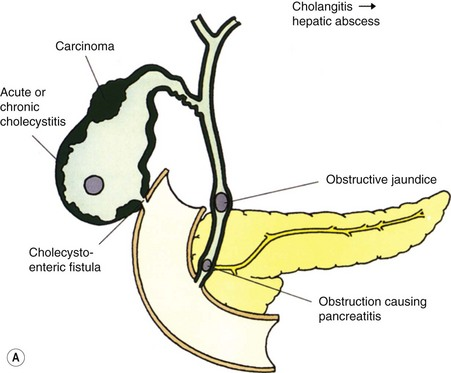 Cholangitis →
hepatic abscess
Carcinoma
Acute or
chronic
cholecystitis
Obstructive jaundice
Cholecysto-
enteric fistula
Obstruction causing
pancreatitis
A